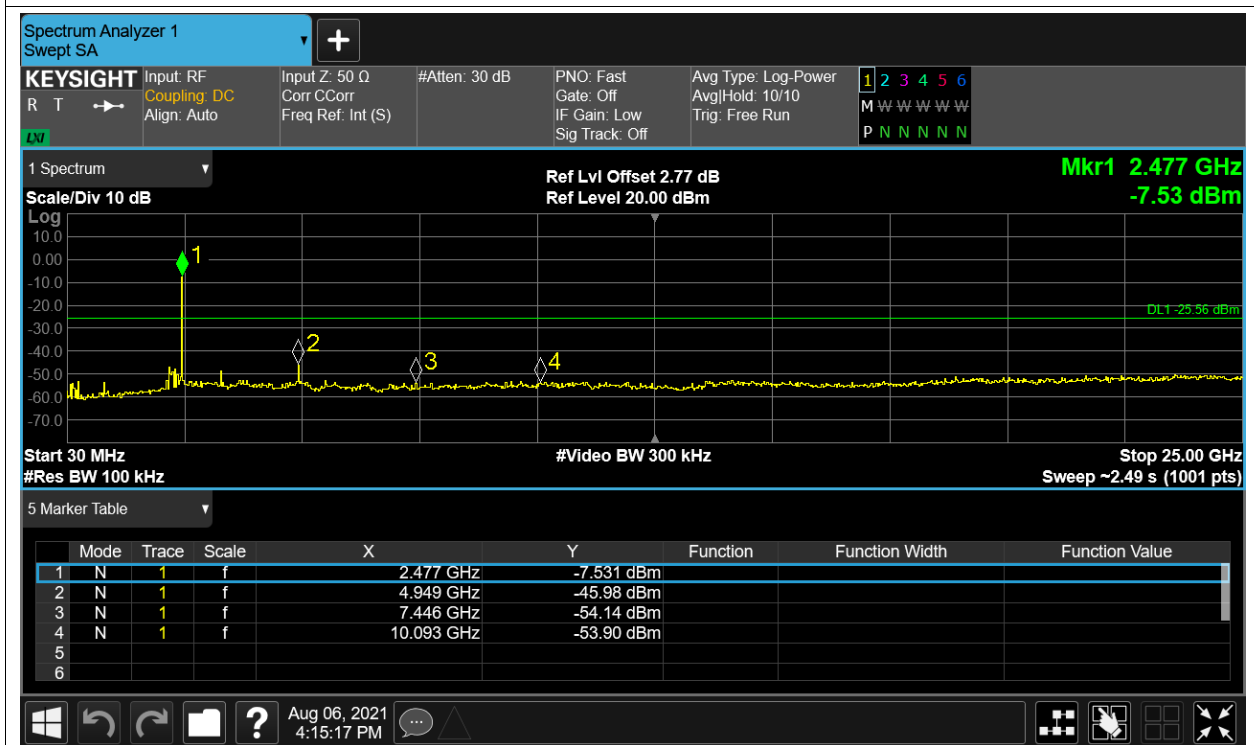 Spectrum Analyzer 1
Swept SA
KEYSIGHT
R T
LXI
Input: RF
Coupling: DC
Align: Auto
Input Z: 50 Ω
Corr CCorr
Freq Ref: Int (S)
#Atten: 30 dB
PNO: Fast
Gate: Off
IF Gain: Low
Sig Track: Off
Avg Type: Log-Power
Avg|Hold: 10/10
Trig: Free Run
1 2 3 4 5 6
M W W W W W
P N N N N N
1 Spectrum
Scale/Div 10 dB
Ref Lvl Offset 2.77 dB
Ref Level 20.00 dBm
Mkr1 2.477 GHz
-7.53 dBm
Log
10.0
0.00
-10.0
-20.0
-30.0
-40.0
-50.0
-60.0
-70.0
1
2
3
4
DL1 -25.56 dBm
Start 30 MHz
#Video BW 300 kHz
Stop 25.00 GHz
#Res BW 100 kHz
Sweep ~2.49 s (1001 pts)
5 Marker Table
Mode Trace Scale X Y Function Function Width Function Value
1 N 1 f 2.477 GHz -7.531 dBm
2 N 1 f 4.949 GHz -45.98 dBm
3 N 1 f 7.446 GHz -54.14 dBm
4 N 1 f 10.093 GHz -53.90 dBm
5
6
?
Aug 06, 2021
4:15:17 PM